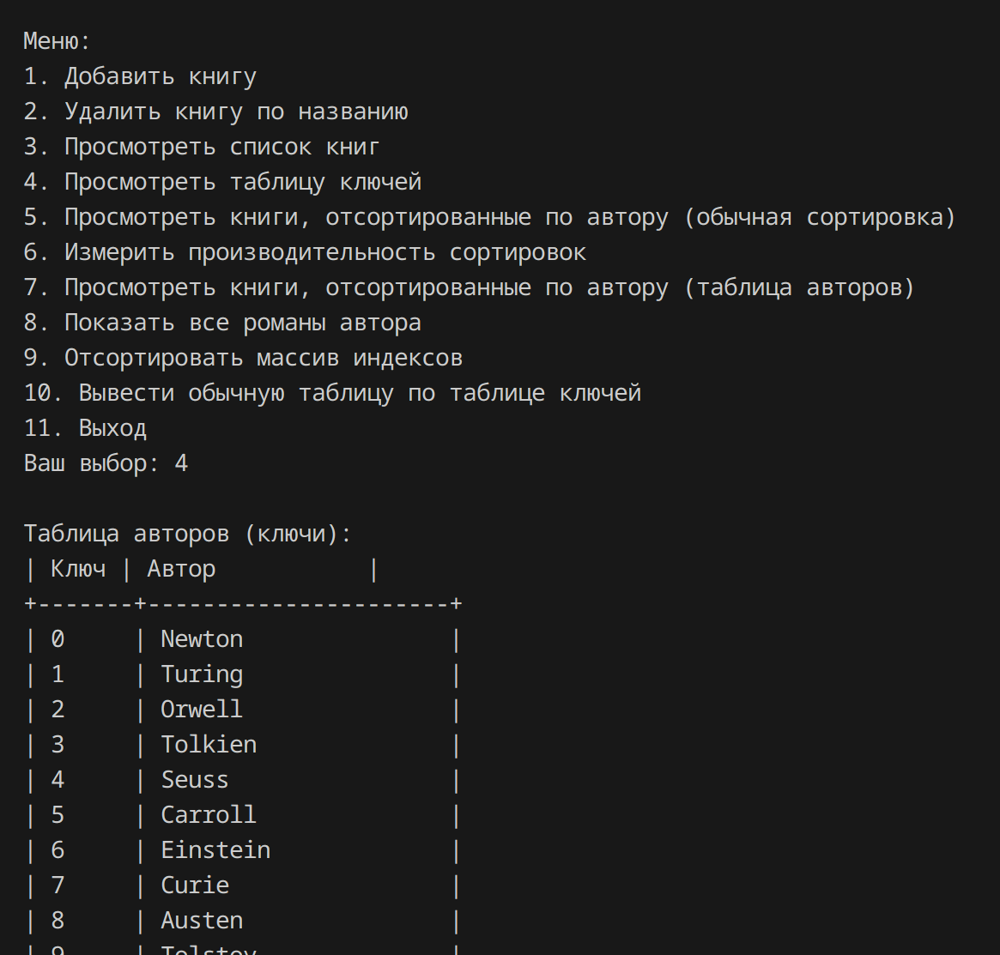 Меню:
1. Добавить книгу
2. Удалить книгу по названию
3. Просмотреть список книг
4. Просмотреть таблицу ключей
5. Просмотреть книги, отсортированные по автору (обычная сортировка)
6. Измерить производительность сортировок
7. Просмотреть книги, отсортированные по автору (таблица авторов)
8. Показать все романы автора
9. Отсортировать массив индексов
10. Вывести обычную таблицу по таблице ключей
11. Выход
Ваш выбор: 4
Таблица авторов (ключи):
| Ключ | Автор           |
+-------+----------------------+
| 0     | Newton               |
| 1     | Turing               |
| 2     | Orwell               |
| 3     | Tolkien              |
| 4     | Seuss                |
| 5     | Carroll              |
| 6     | Einstein             |
| 7     | Curie                |
| 8     | Austen               |
| 9     | Tolstoy              |